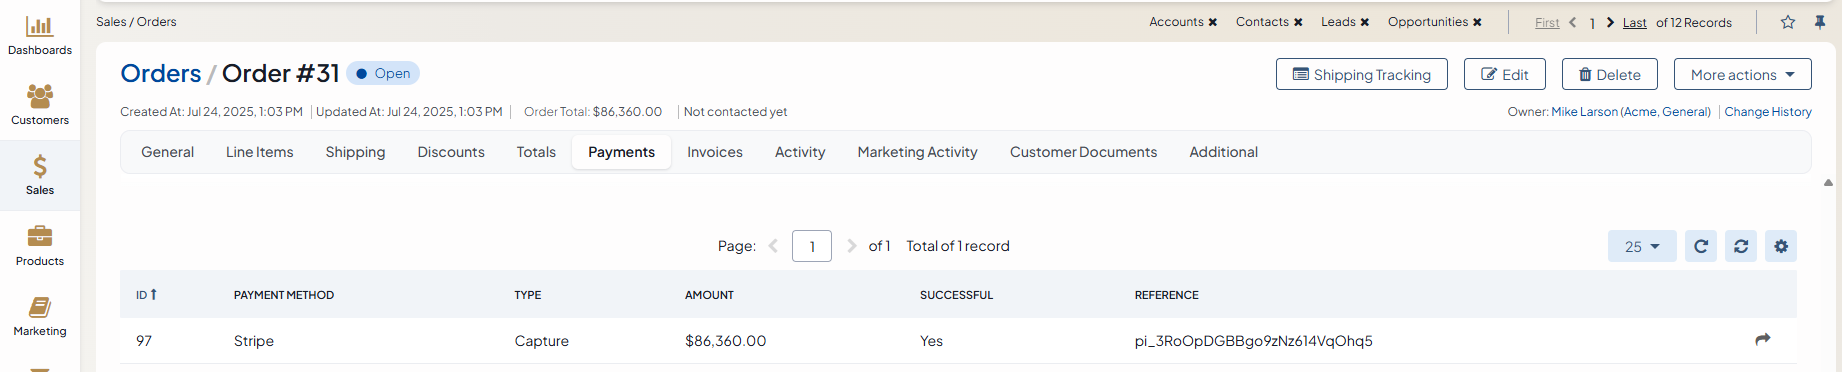 Dashboards
Customers
Sales
Products
Marketing
Sales / Orders
Accounts ✖ Contacts ✖ Leads ✖ Opportunities ✖
First 1 Last of 12 Records
Orders / Order #31 Open
Shipping Tracking Edit Delete More actions
Created At: Jul 24, 2025, 1:03 PM | Updated At: Jul 24, 2025, 1:03 PM | Order Total: $86,360.00 | Not contacted yet
Owner: Mike Larson (Acme, General) | Change History
General Line Items Shipping Discounts Totals Payments Invoices Activity Marketing Activity Customer Documents Additional
Page: 1 of 1 Total of 1 record
25
ID PAYMENT METHOD TYPE AMOUNT SUCCESSFUL REFERENCE
97 Stripe Capture $86,360.00 Yes pi_3RoOpDGBBgo9zNz614VqOhq5